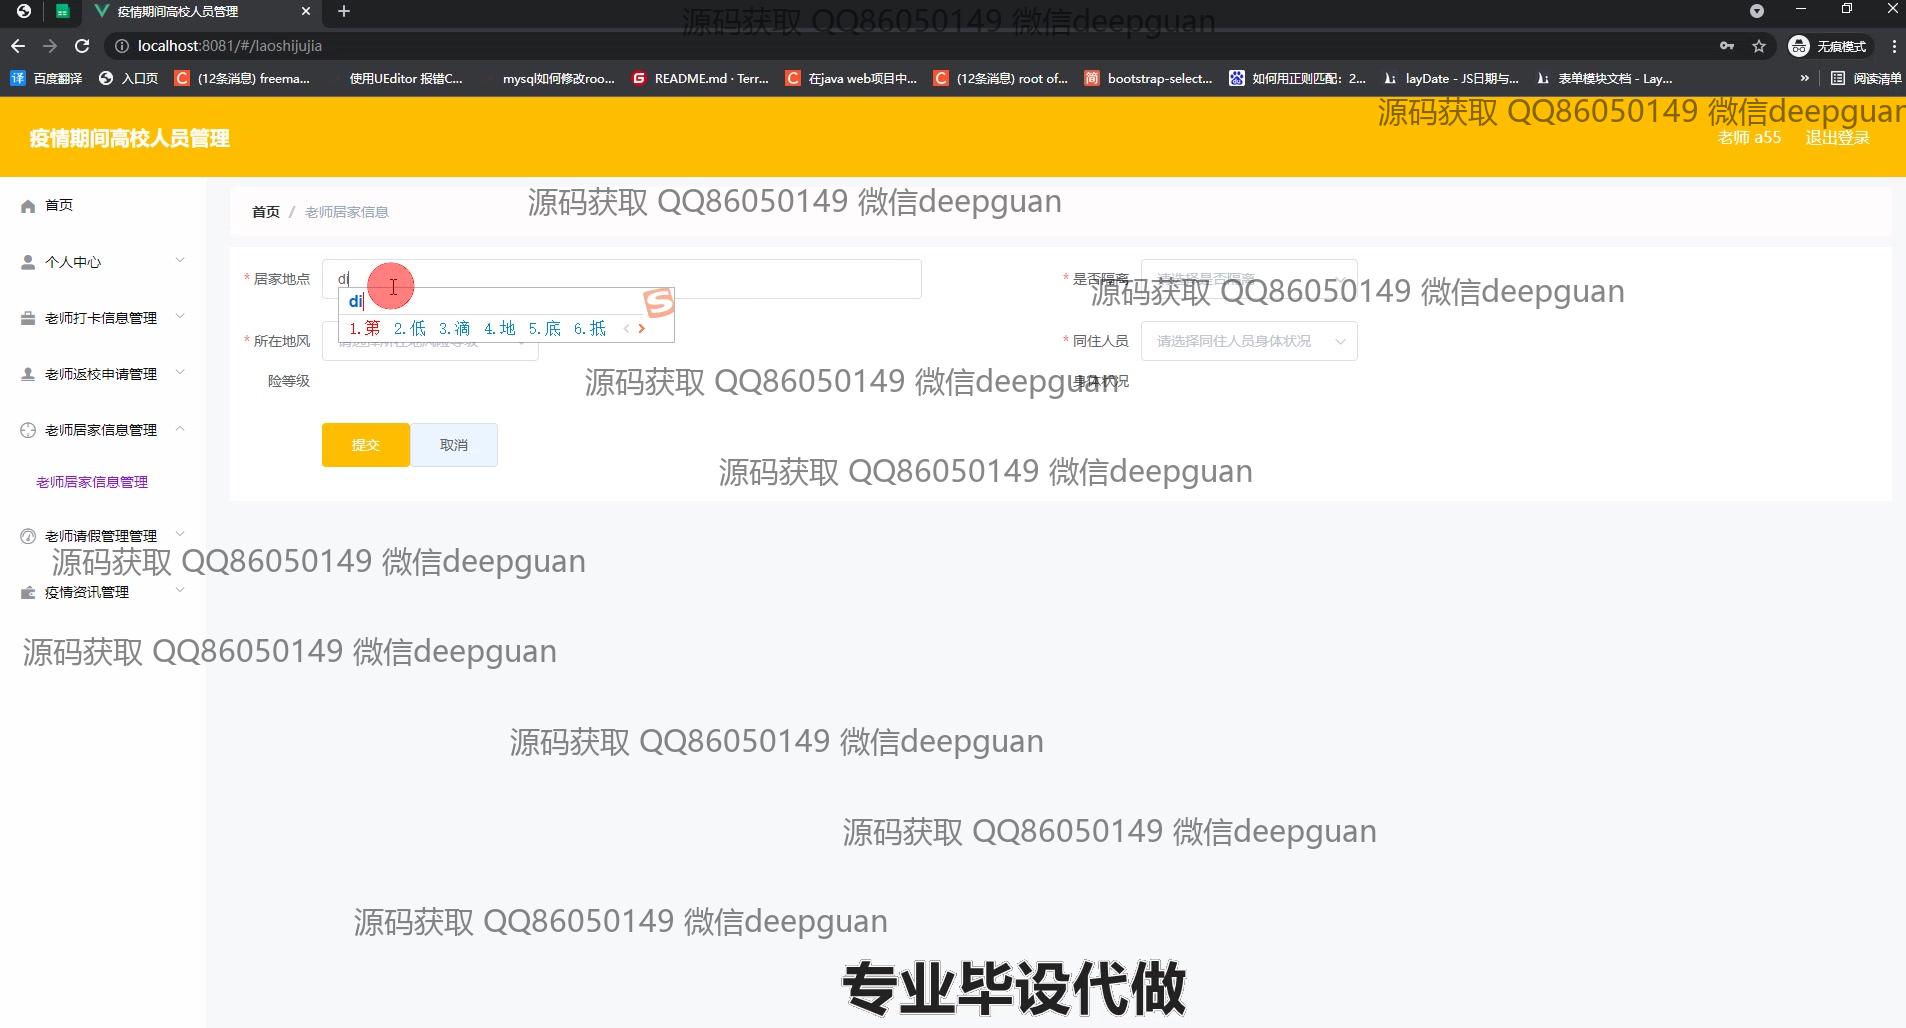 疫情期间高校人员管理
源码获取 QQ86050149 微信deepguan
localhost:8081/#/laoshijujia
无痕模式
百度翻译 入口页 (12条消息) freema... 使用UEditor 报错C... mysql如何修改roo... README.md · Terr... 在java web项目中... (12条消息) root of... bootstrap-select... 如何用正则匹配：2... layDate - JS日期与... 表单模块文档 - Lay... » 阅读清单
源码获取 QQ86050149 微信deepguan
疫情期间高校人员管理
老师 a55 退出登录
首页
源码获取 QQ86050149 微信deepguan
首页 / 老师居家信息
个人中心
* 居家地点 di
* 是否隔离 请选择是否隔离
源码获取 QQ86050149 微信deepguan
di
1.第 2.低 3.滴 4.地 5.底 6.抵
老师打卡信息管理
* 所在地风险等级 请选择所在地风险等级
* 同住人员身体状况 请选择同住人员身体状况
老师返校申请管理
源码获取 QQ86050149 微信deepguan
老师居家信息管理
提交 取消
源码获取 QQ86050149 微信deepguan
老师居家信息管理
老师请假管理管理
源码获取 QQ86050149 微信deepguan
疫情资讯管理
源码获取 QQ86050149 微信deepguan
源码获取 QQ86050149 微信deepguan
源码获取 QQ86050149 微信deepguan
源码获取 QQ86050149 微信deepguan
专业毕设代做